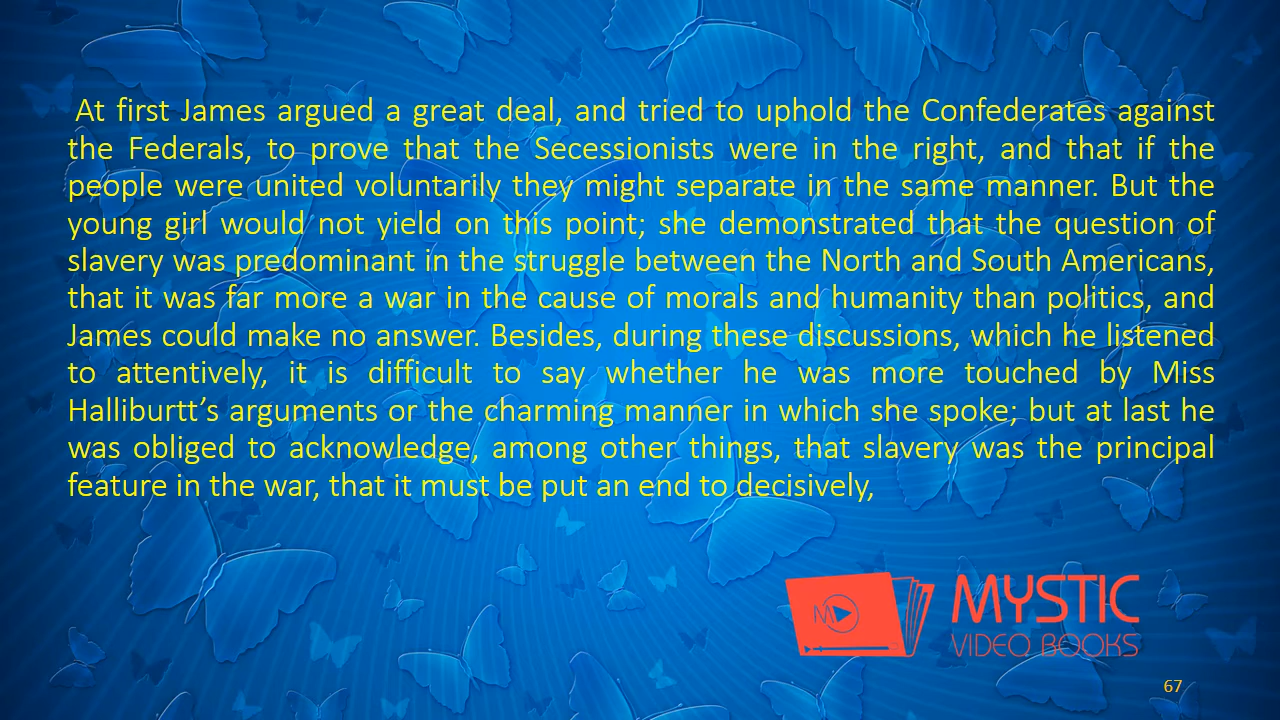 At first James argued a great deal, and tried to uphold the Confederates against
the Federals, to prove that the Secessionists were in the right, and that if the
people were united voluntarily they might separate in the same manner. But the
young girl would not yield on this point; she demonstrated that the question of
slavery was predominant in the struggle between the North and South Americans,
that it was far more a war in the cause of morals and humanity than politics, and
James could make no answer. Besides, during these discussions, which he listened
to attentively, it is difficult to say whether he was more touched by Miss
Halliburtt’s arguments or the charming manner in which she spoke; but at last he
was obliged to acknowledge, among other things, that slavery was the principal
feature in the war, that it must be put an end to decisively,
MYSTIC
VIDEO BOOKS
67